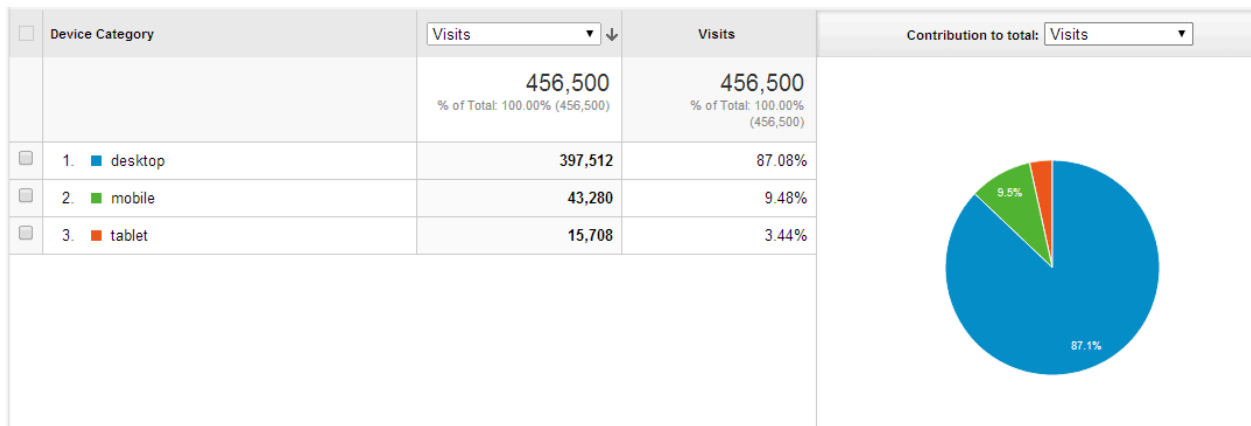 Device Category
Visits
Visits
Contribution to total: Visits
456,500
% of Total: 100.00% (456,500)
456,500
% of Total: 100.00%
(456,500)
1. desktop 397,512 87.08%
2. mobile 43,280 9.48%
3. tablet 15,708 3.44%
9.5%
87.1%